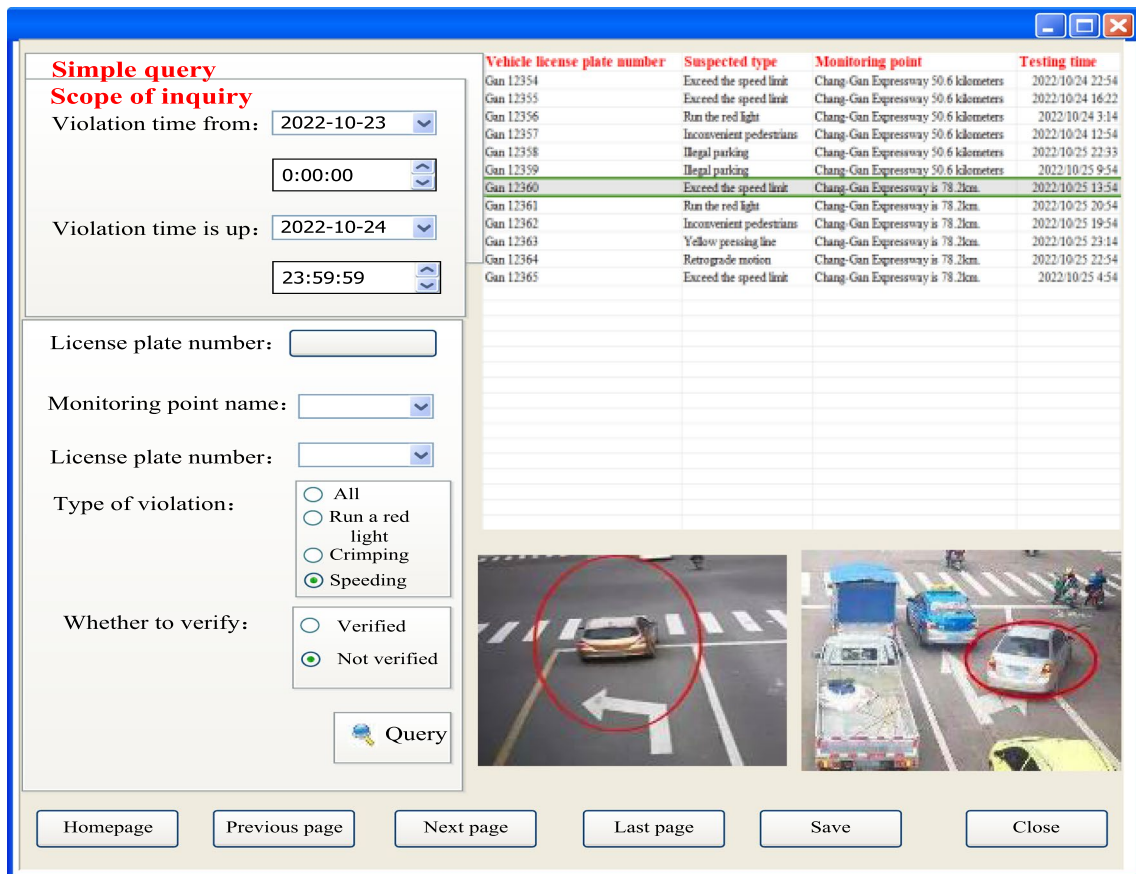 Simple query
Scope of inquiry
Violation time from: 2022-10-23
0:00:00
Violation time is up: 2022-10-24
23:59:59
License plate number:
Monitoring point name:
License plate number:
Type of violation:
All
Run a red
light
Crimping
Speeding
Whether to verify:
Verified
Not verified
Query
Vehicle license plate number Suspected type Monitoring point Testing time
Gan 12354 Exceed the speed limit Chang-Gan Expressway 50.6 kilometers 2022/10/24 22:54
Gan 12355 Exceed the speed limit Chang-Gan Expressway 50.6 kilometers 2022/10/24 16:22
Gan 12356 Run the red light Chang-Gan Expressway 50.6 kilometers 2022/10/24 3:14
Gan 12357 Inconvenient pedestrians Chang-Gan Expressway 50.6 kilometers 2022/10/24 12:54
Gan 12358 Illegal parking Chang-Gan Expressway 50.6 kilometers 2022/10/25 22:33
Gan 12359 Illegal parking Chang-Gan Expressway 50.6 kilometers 2022/10/25 9:54
Gan 12360 Exceed the speed limit Chang-Gan Expressway is 78.2km. 2022/10/25 13:54
Gan 12361 Run the red light Chang-Gan Expressway is 78.2km. 2022/10/25 20:54
Gan 12362 Inconvenient pedestrians Chang-Gan Expressway is 78.2km. 2022/10/25 19:54
Gan 12363 Yellow pressing line Chang-Gan Expressway is 78.2km. 2022/10/25 23:14
Gan 12364 Retrograde motion Chang-Gan Expressway is 78.2km. 2022/10/25 22:54
Gan 12365 Exceed the speed limit Chang-Gan Expressway is 78.2km. 2022/10/25 4:54
Homepage Previous page Next page Last page Save Close